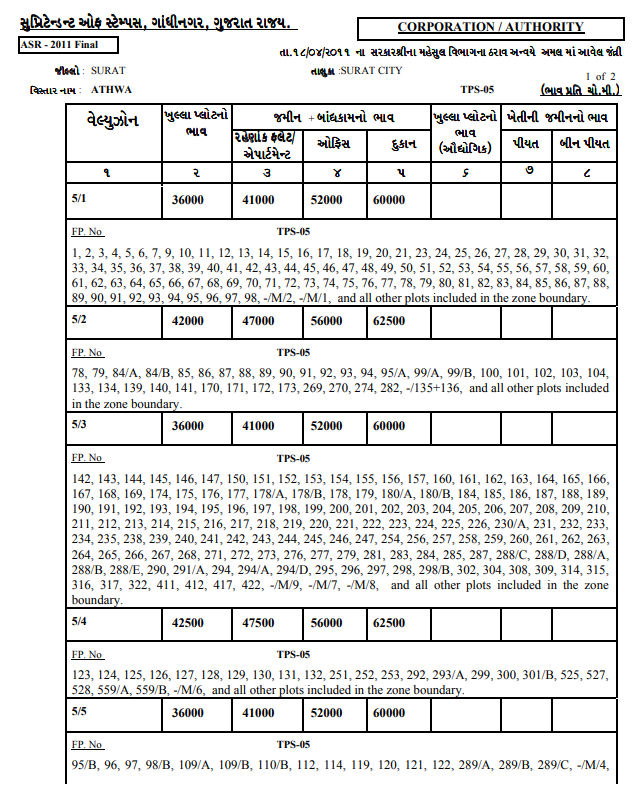 સુપ્રિટેન્ડન્ટ ઓફ સ્ટેમ્પસ, ગાંધીનગર, ગુજરાત રાજ્ય.
CORPORATION / AUTHORITY
ASR - 2011 Final
તા.૧૮/૦૪/૨૦૧૧ ના સરકારશ્રીના મહેસુલ વિભાગના ઠરાવ અન્વયે અમલ માં આવેલ જંત્રી
જીલ્લો : SURAT તાલુકા :SURAT CITY
1 of 2
વિસ્તાર નામ : ATHWA TPS-05 (ભાવ પ્રતિ ચો.મી.)
વેલ્યુઝોન ખુલ્લા પ્લોટનો ભાવ જમીન + બાંધકામનો ભાવ ખુલ્લા પ્લોટનો ભાવ (ઔદ્યોગિક) ખેતીની જમીનનો ભાવ
રહેણાંક ફ્લેટ/ એપાર્ટમેન્ટ ઓફિસ દુકાન પીયત બીન પીયત
૧ ૨ ૩ ૪ ૫ ૬ ૭ ૮
5/1 36000 41000 52000 60000
FP. No TPS-05
1, 2, 3, 4, 5, 6, 7, 9, 10, 11, 12, 13, 14, 15, 16, 17, 18, 19, 20, 21, 23, 24, 25, 26, 27, 28, 29, 30, 31, 32,
33, 34, 35, 36, 37, 38, 39, 40, 41, 42, 43, 44, 45, 46, 47, 48, 49, 50, 51, 52, 53, 54, 55, 56, 57, 58, 59, 60,
61, 62, 63, 64, 65, 66, 67, 68, 69, 70, 71, 72, 73, 74, 75, 76, 77, 78, 79, 80, 81, 82, 83, 84, 85, 86, 87, 88,
89, 90, 91, 92, 93, 94, 95, 96, 97, 98, -/M/2, -/M/1, and all other plots included in the zone boundary.
5/2 42000 47000 56000 62500
FP. No TPS-05
78, 79, 84/A, 84/B, 85, 86, 87, 88, 89, 90, 91, 92, 93, 94, 95/A, 99/A, 99/B, 100, 101, 102, 103, 104,
133, 134, 139, 140, 141, 170, 171, 172, 173, 269, 270, 274, 282, -/135+136, and all other plots included
in the zone boundary.
5/3 36000 41000 52000 60000
FP. No TPS-05
142, 143, 144, 145, 146, 147, 150, 151, 152, 153, 154, 155, 156, 157, 160, 161, 162, 163, 164, 165, 166,
167, 168, 169, 174, 175, 176, 177, 178/A, 178/B, 178, 179, 180/A, 180/B, 184, 185, 186, 187, 188, 189,
190, 191, 192, 193, 194, 195, 196, 197, 198, 199, 200, 201, 202, 203, 204, 205, 206, 207, 208, 209, 210,
211, 212, 213, 214, 215, 216, 217, 218, 219, 220, 221, 222, 223, 224, 225, 226, 230/A, 231, 232, 233,
234, 235, 238, 239, 240, 241, 242, 243, 244, 245, 246, 247, 254, 256, 257, 258, 259, 260, 261, 262, 263,
264, 265, 266, 267, 268, 271, 272, 273, 276, 277, 279, 281, 283, 284, 285, 287, 288/C, 288/D, 288/A,
288/B, 288/E, 290, 291/A, 294, 294/A, 294/D, 295, 296, 297, 298, 298/B, 302, 304, 308, 309, 314, 315,
316, 317, 322, 411, 412, 417, 422, -/M/9, -/M/7, -/M/8, and all other plots included in the zone
boundary.
5/4 42500 47500 56000 62500
FP. No TPS-05
123, 124, 125, 126, 127, 128, 129, 130, 131, 132, 251, 252, 253, 292, 293/A, 299, 300, 301/B, 525, 527,
528, 559/A, 559/B, -/M/6, and all other plots included in the zone boundary.
5/5 36000 41000 52000 60000
FP. No TPS-05
95/B, 96, 97, 98/B, 109/A, 109/B, 110/B, 112, 114, 119, 120, 121, 122, 289/A, 289/B, 289/C, -/M/4,